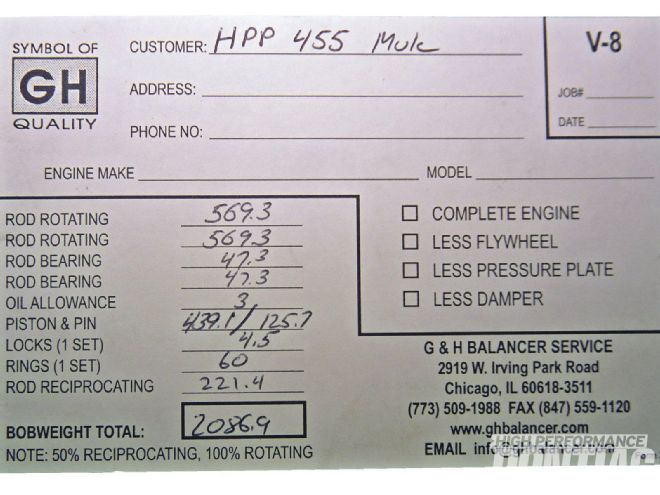 SYMBOL OF
GH
QUALITY
CUSTOMER: HPP 455 Mule
ADDRESS:
PHONE NO:
V-8
JOB#
DATE
ENGINE MAKE MODEL
ROD ROTATING 569.3
ROD ROTATING 569.3
ROD BEARING 47.3
ROD BEARING 47.3
OIL ALLOWANCE 3
PISTON & PIN 439.1/125.7
LOCKS (1 SET) 4.5
RINGS (1 SET) 60
ROD RECIPROCATING 221.4
BOBWEIGHT TOTAL: 2086.9
NOTE: 50% RECIPROCATING, 100% ROTATING
COMPLETE ENGINE
LESS FLYWHEEL
LESS PRESSURE PLATE
LESS DAMPER
G & H BALANCER SERVICE
2919 W. Irving Park Road
Chicago, IL 60618-3511
(773) 509-1988 FAX (847) 559-1120
www.ghbalancer.com
EMAIL info@ghbalancer.com
HIGH PERFORMANCE
PONTIAC